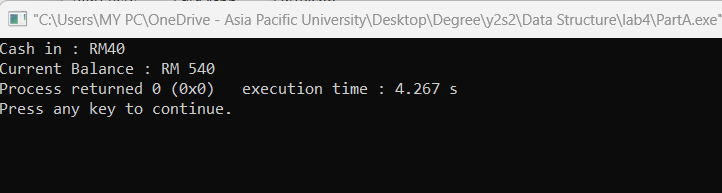 "C:\Users\MY PC\OneDrive - Asia Pacific University\Desktop\Degree\y2s2\Data Structure\lab4\PartA.exe"
Cash in : RM40
Current Balance : RM 540
Process returned 0 (0x0)   execution time : 4.267 s
Press any key to continue.